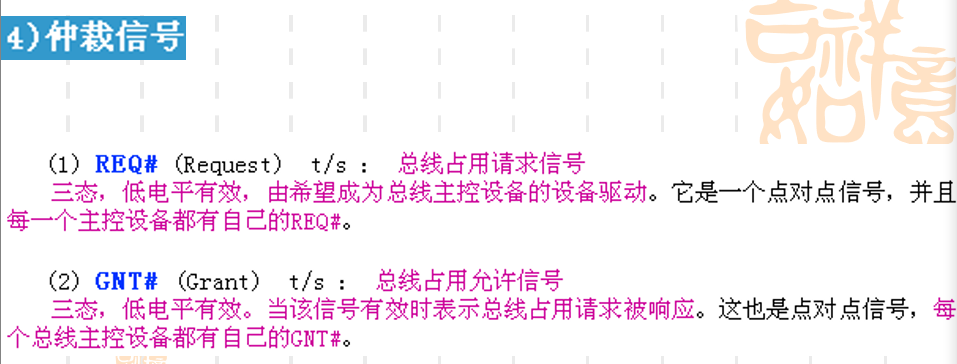 4)仲裁信号
吉祥
如意
(1) REQ# (Request) t/s : 总线占用请求信号
三态，低电平有效，由希望成为总线主控设备的设备驱动。它是一个点对点信号，并且
每一个主控设备都有自己的REQ#。
(2) GNT# (Grant) t/s : 总线占用允许信号
三态，低电平有效。当该信号有效时表示总线占用请求被响应。这也是点对点信号，每
个总线主控设备都有自己的GNT#。